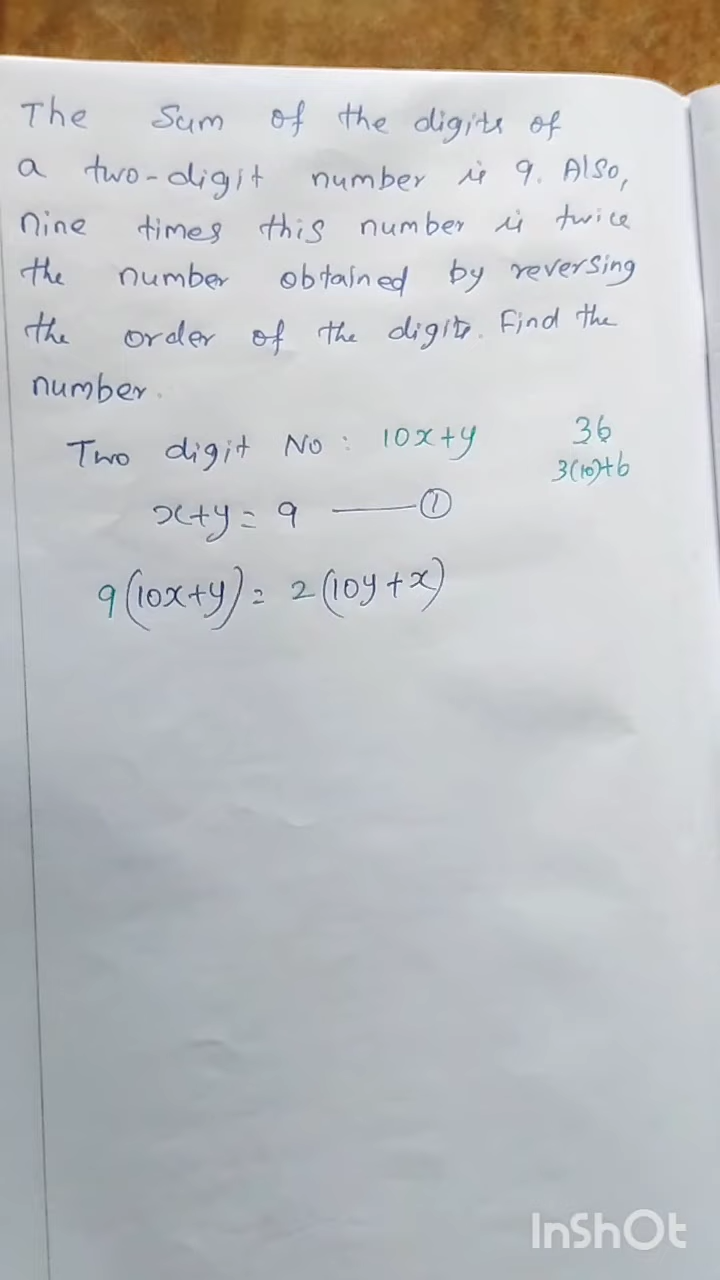 The Sum of the digits of
a two-digit number is 9. Also,
nine times this number is twice
the number obtained by reversing
the order of the digits. Find the
number.
Two digit No: 10x+y 36
3(10)+6
x+y = 9 ——— ①
9(10x+y) = 2(10y+x)
InShOt